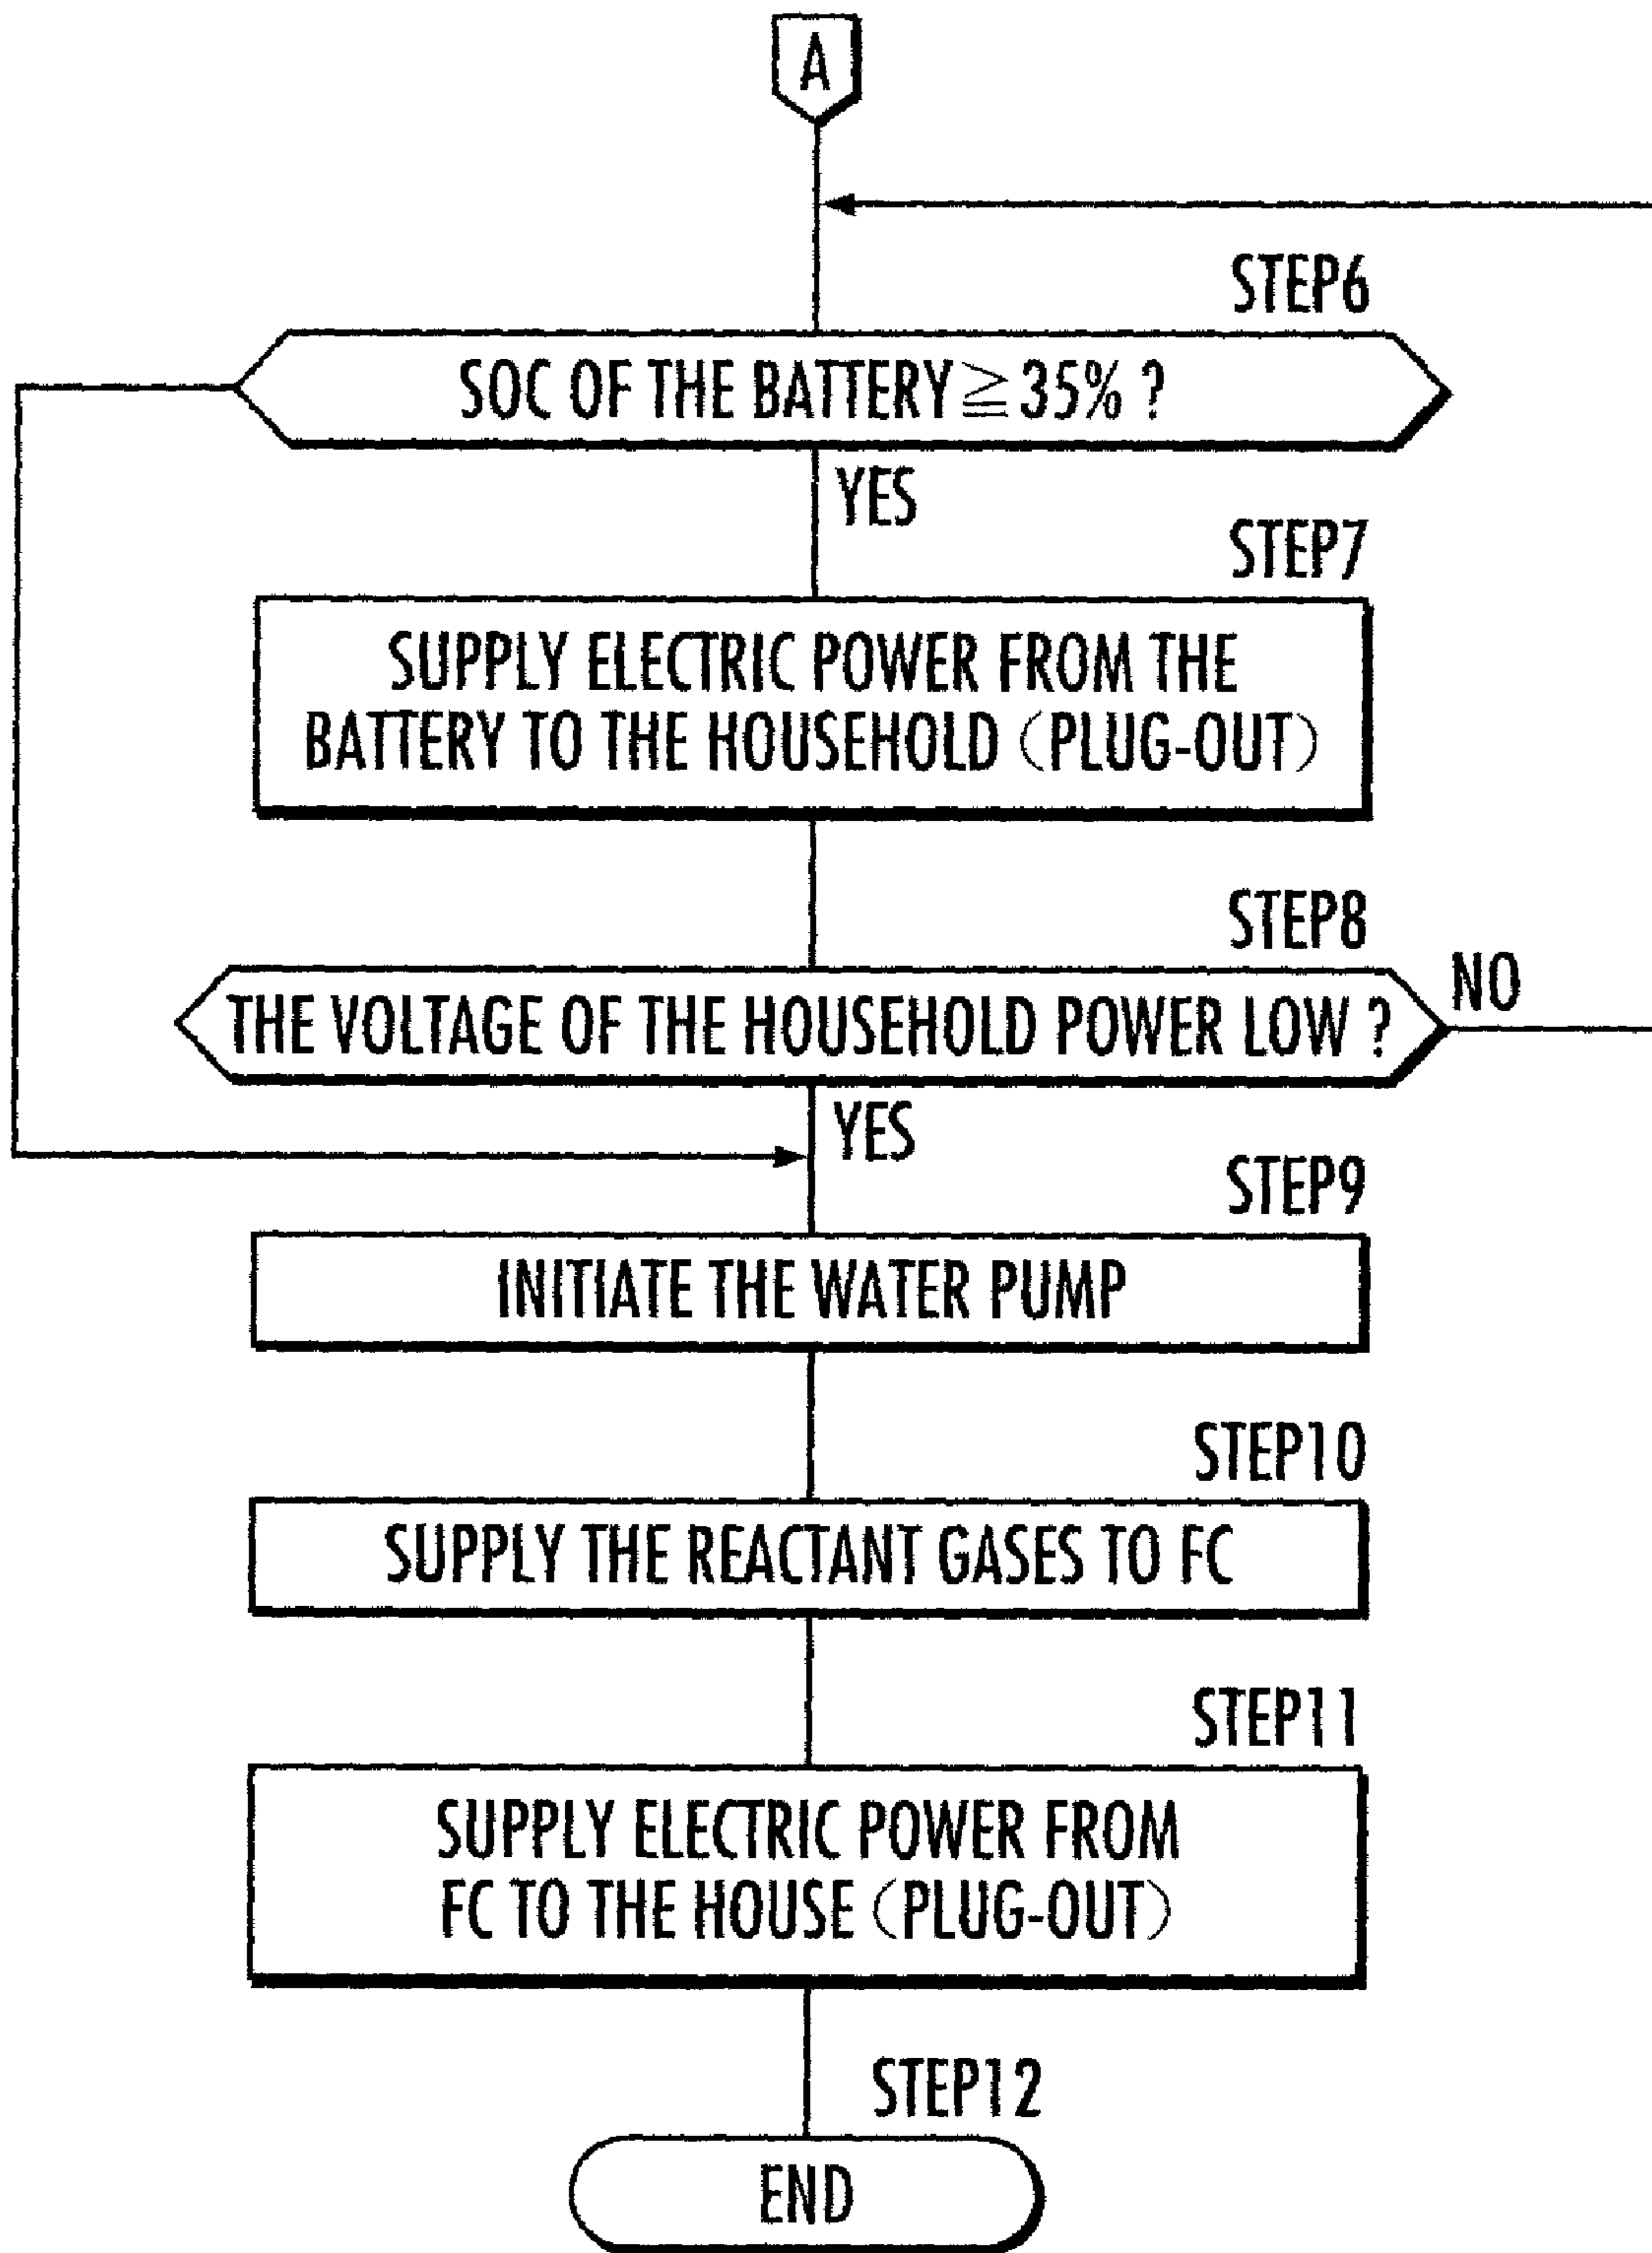 A
STEP6
SOC OF THE BATTERY≧35% ?
YES
STEP7
SUPPLY ELECTRIC POWER FROM THE
BATTERY TO THE HOUSEHOLD (PLUG-OUT)
STEP8
THE VOLTAGE OF THE HOUSEHOLD POWER LOW ?
NO
YES
STEP9
INITIATE THE WATER PUMP
STEP10
SUPPLY THE REACTANT GASES TO FC
STEP11
SUPPLY ELECTRIC POWER FROM
FC TO THE HOUSE (PLUG-OUT)
STEP12
END